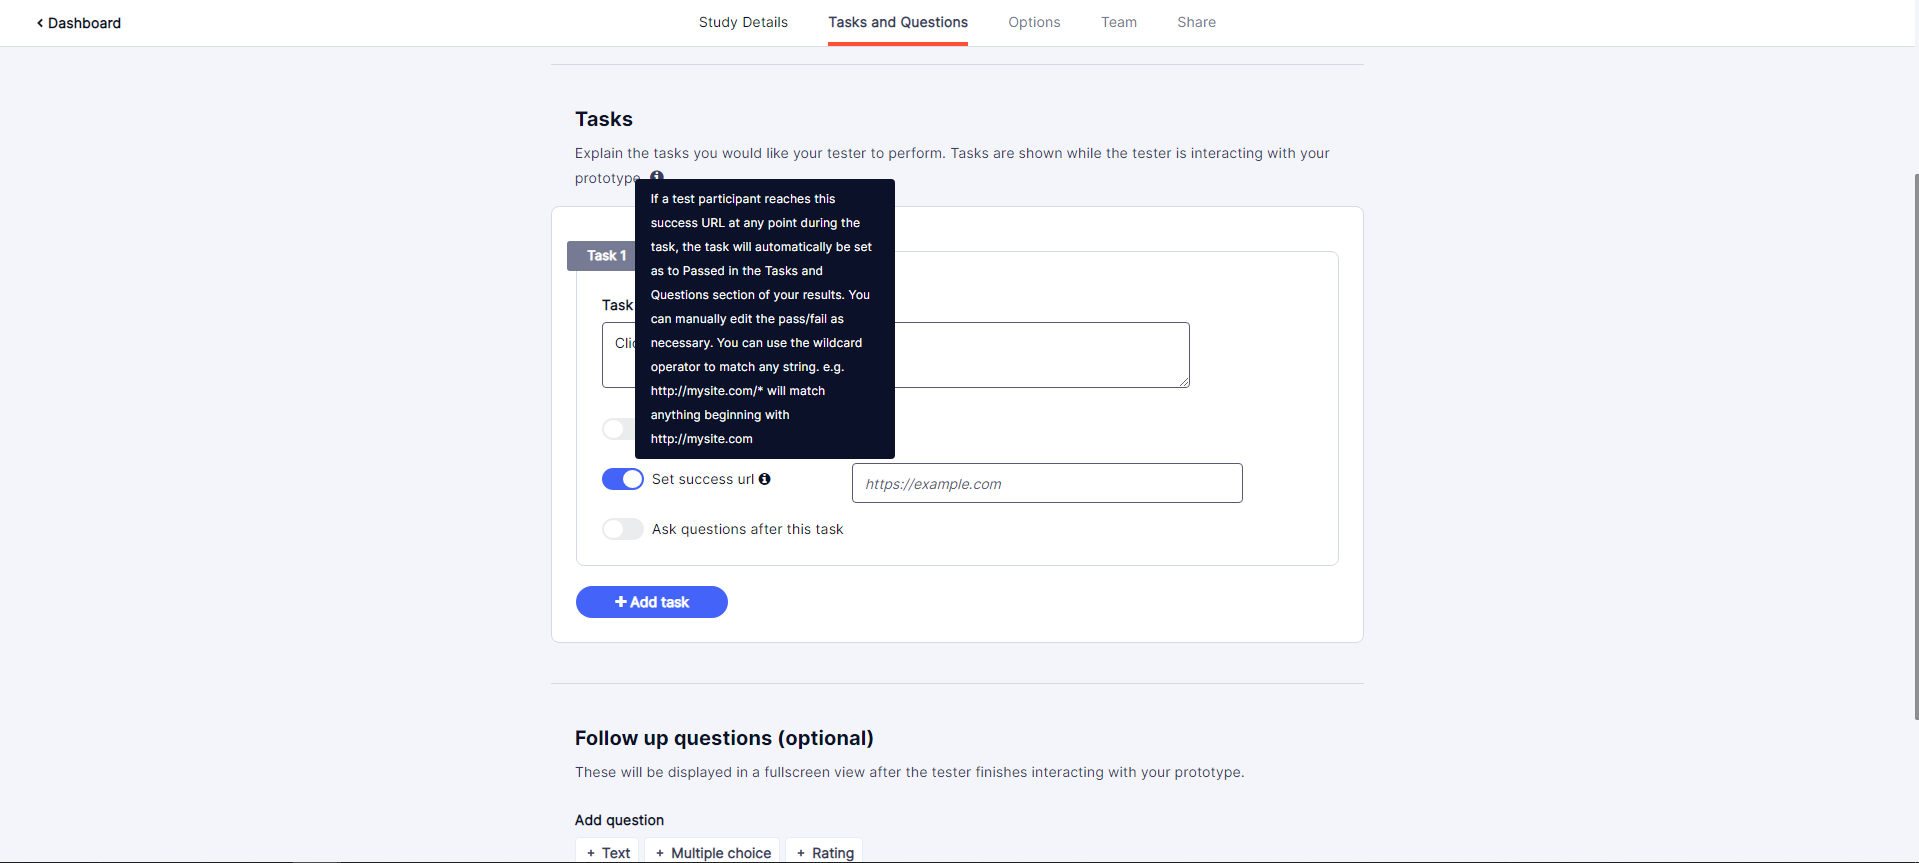 Dashboard
Study Details
Tasks and Questions
Options
Team
Share
Tasks
Explain the tasks you would like your tester to perform. Tasks are shown while the tester is interacting with your
prototype
If a test participant reaches this
success URL at any point during the
task, the task will automatically be set
as to Passed in the Tasks and
Questions section of your results. You
can manually edit the pass/fail as
necessary. You can use the wildcard
operator to match any string. e.g.
http://mysite.com/* will match
anything beginning with
http://mysite.com
Task 1
Task
Set success url
https://example.com
Ask questions after this task
+ Add task
Follow up questions (optional)
These will be displayed in a fullscreen view after the tester finishes interacting with your prototype.
Add question
+ Text
+ Multiple choice
+ Rating